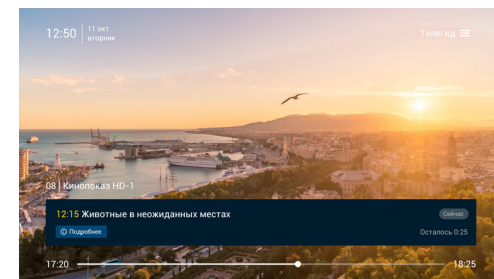 12:50
11 окт
вторник
Телегид
08 | Кинопоказ HD-1
12:15 Животные в неожиданных местах
Сейчас
Подробнее
Осталось 0:25
17:20
18:25